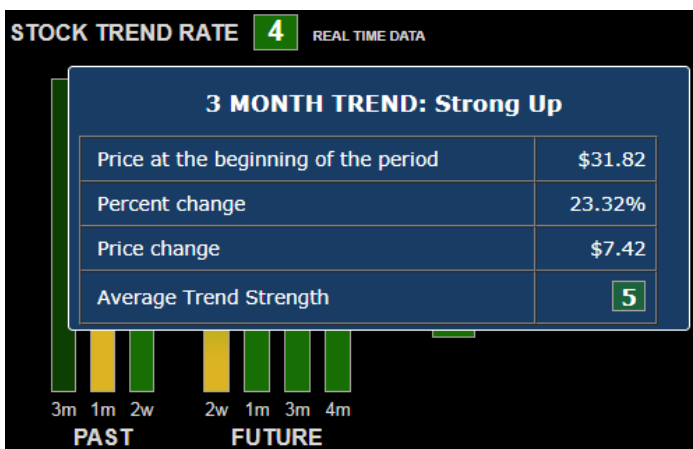 STOCK TREND RATE 4 REAL TIME DATA
3 MONTH TREND: Strong Up
Price at the beginning of the period $31.82
Percent change 23.32%
Price change $7.42
Average Trend Strength 5
3m 1m 2w 2w 1m 3m 4m
PAST FUTURE